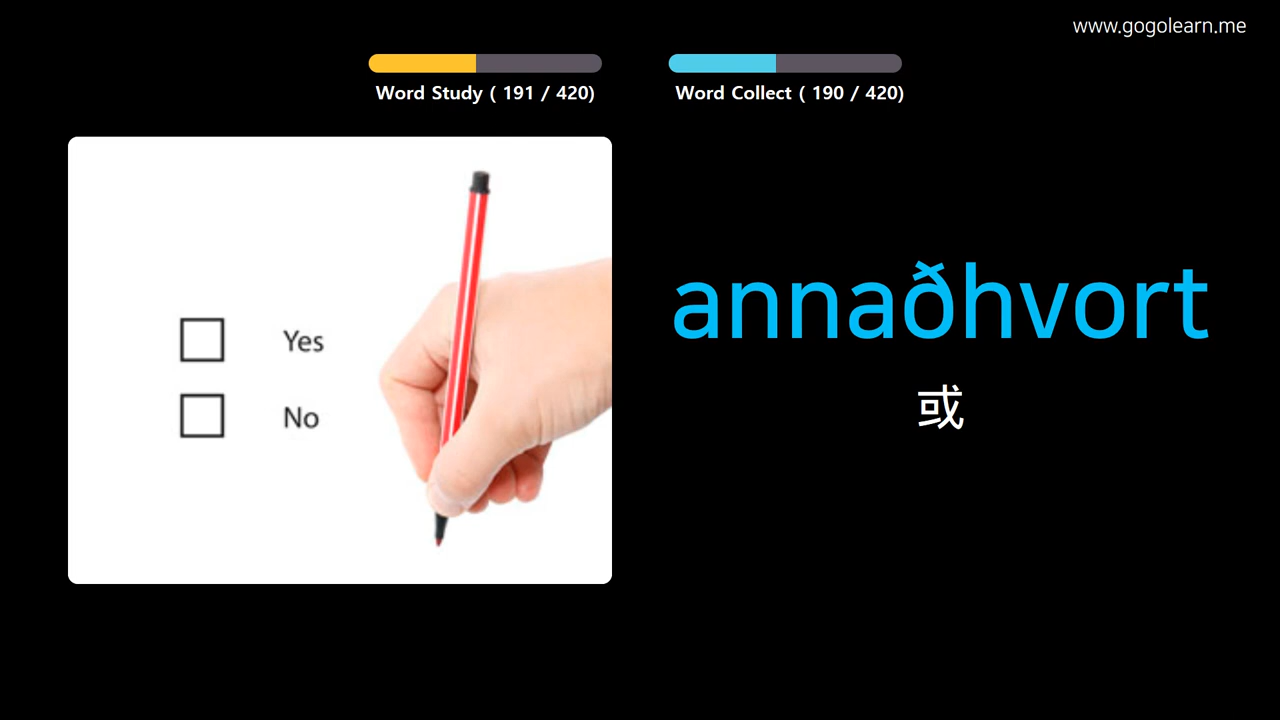 www.gogolearn.me
Word Study ( 191 / 420)
Word Collect ( 190 / 420)
Yes
No
annaðhvort
或